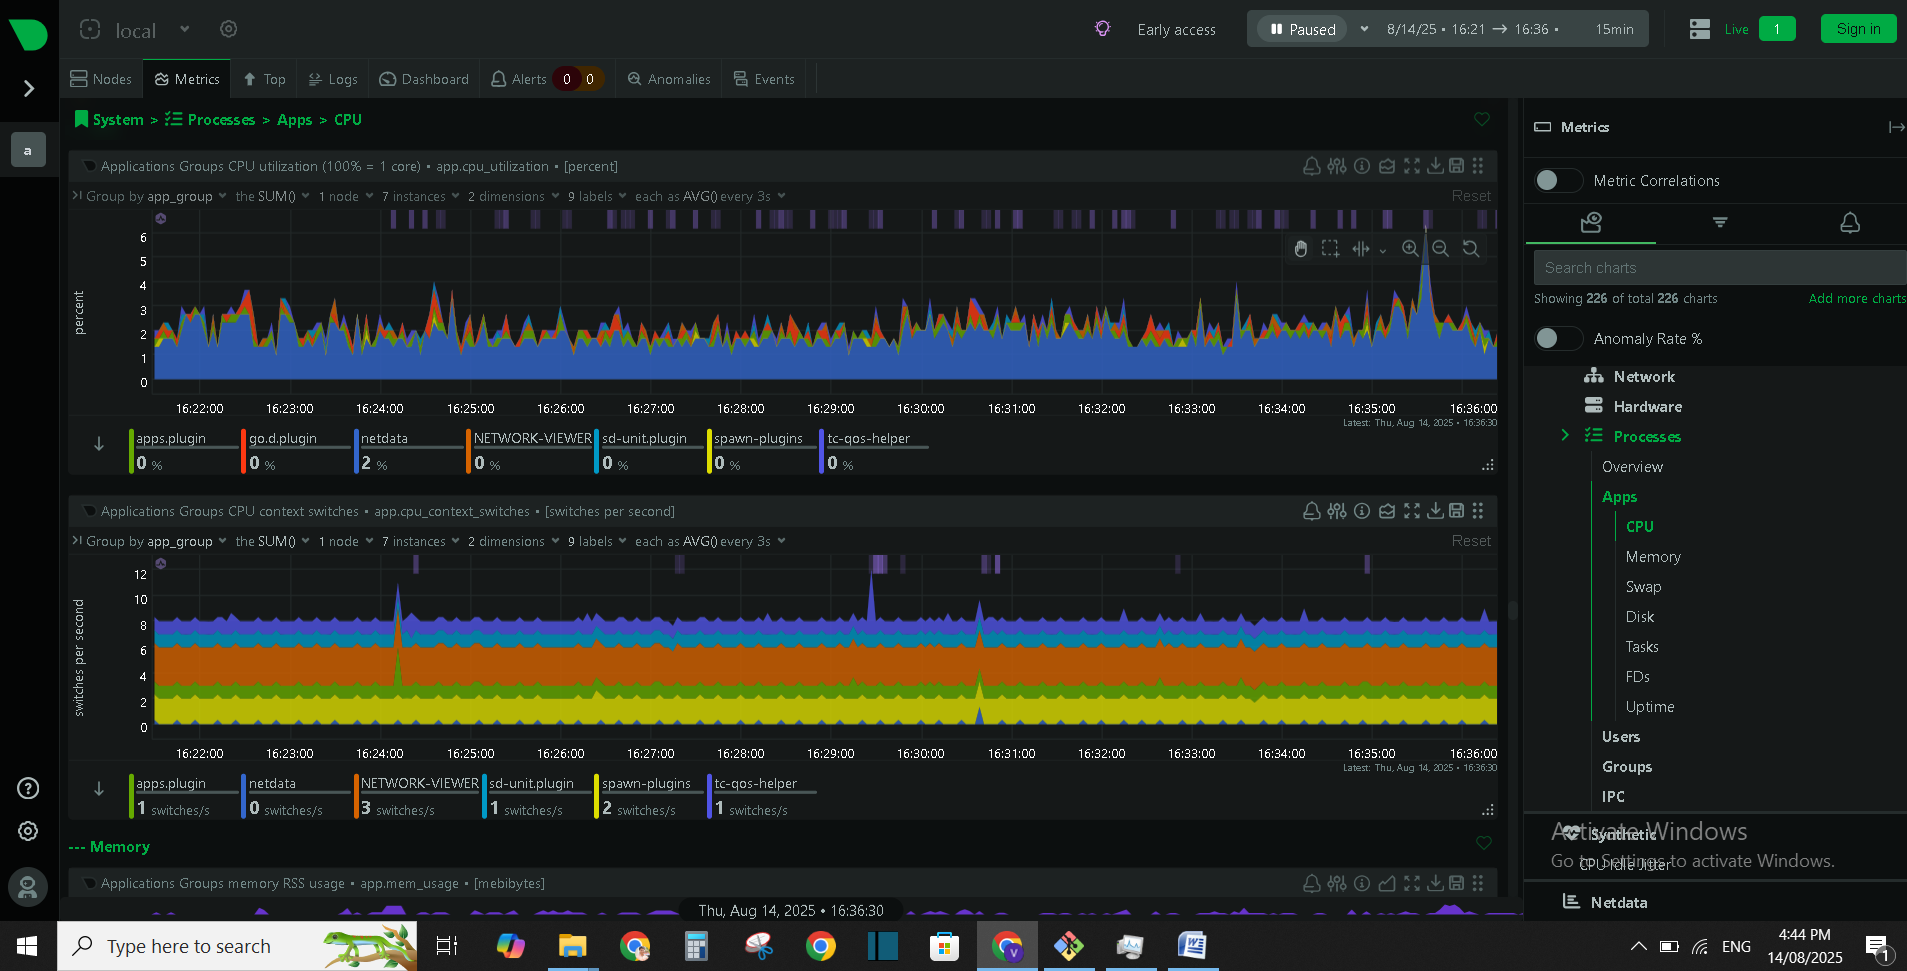 local
Early access
Paused
8/14/25 • 16:21 → 16:36 •
15min
Live
1
Sign in
Nodes
Metrics
Top
Logs
Dashboard
Alerts 0 0
Anomalies
Events
a
System > Processes > Apps > CPU
Applications Groups CPU utilization (100% = 1 core) • app.cpu_utilization • [percent]
Group by app_group the SUM() 1 node 7 instances 2 dimensions 9 labels each as AVG() every 3s
Reset
percent
6
5
4
3
2
1
0
16:22:00 16:23:00 16:24:00 16:25:00 16:26:00 16:27:00 16:28:00 16:29:00 16:30:00 16:31:00 16:32:00 16:33:00 16:34:00 16:35:00 16:36:00
Latest: Thu, Aug 14, 2025 • 16:36:30
apps.plugin go.d.plugin netdata NETWORK-VIEWER sd-unit.plugin spawn-plugins tc-qos-helper
0 % 0 % 2 % 0 % 0 % 0 % 0 %
Applications Groups CPU context switches • app.cpu_context_switches • [switches per second]
Group by app_group the SUM() 1 node 7 instances 2 dimensions 9 labels each as AVG() every 3s
Reset
switches per second
12
10
8
6
4
2
0
16:22:00 16:23:00 16:24:00 16:25:00 16:26:00 16:27:00 16:28:00 16:29:00 16:30:00 16:31:00 16:32:00 16:33:00 16:34:00 16:35:00 16:36:00
Latest: Thu, Aug 14, 2025 • 16:36:30
apps.plugin netdata NETWORK-VIEWER sd-unit.plugin spawn-plugins tc-qos-helper
1 switches/s 0 switches/s 3 switches/s 1 switches/s 2 switches/s 1 switches/s
--- Memory
Applications Groups memory RSS usage • app.mem_usage • [mebibytes]
Thu, Aug 14, 2025 • 16:36:30
Metrics
Metric Correlations
Search charts
Showing 226 of total 226 charts
Add more charts
Anomaly Rate %
Network
Hardware
Processes
Overview
Apps
CPU
Memory
Swap
Disk
Tasks
FDs
Uptime
Users
Groups
IPC
Synthetic
CPU Idle Jitter
Activate Windows
Go to Settings to activate Windows.
Netdata
Type here to search
V
ENG
4:44 PM
14/08/2025
1